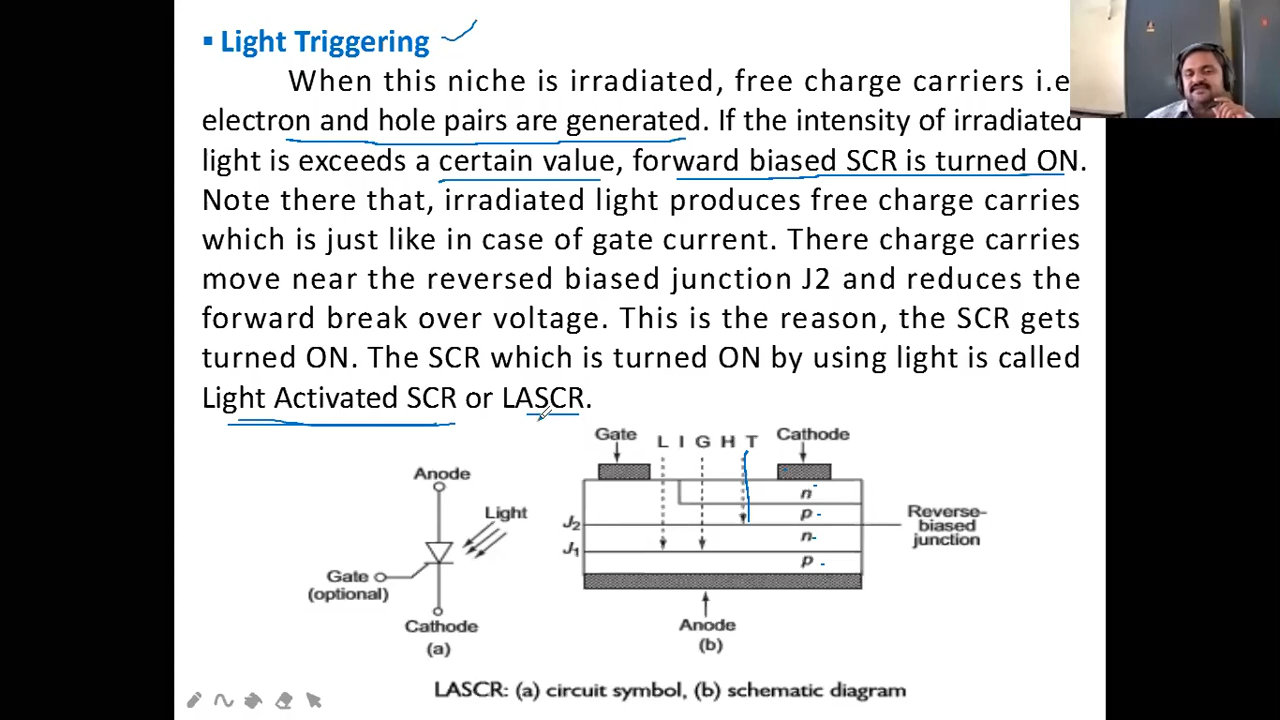 ▪ Light Triggering
When this niche is irradiated, free charge carriers i.e
electron and hole pairs are generated. If the intensity of irradiated
light is exceeds a certain value, forward biased SCR is turned ON.
Note there that, irradiated light produces free charge carries
which is just like in case of gate current. There charge carries
move near the reversed biased junction J2 and reduces the
forward break over voltage. This is the reason, the SCR gets
turned ON. The SCR which is turned ON by using light is called
Light Activated SCR or LASCR.
Anode
Light
Gate
(optional)
Cathode
(a)
Gate
L I G H T
Cathode
n
J2
p
n
J1
p
Reverse-
biased
junction
Anode
(b)
LASCR: (a) circuit symbol, (b) schematic diagram